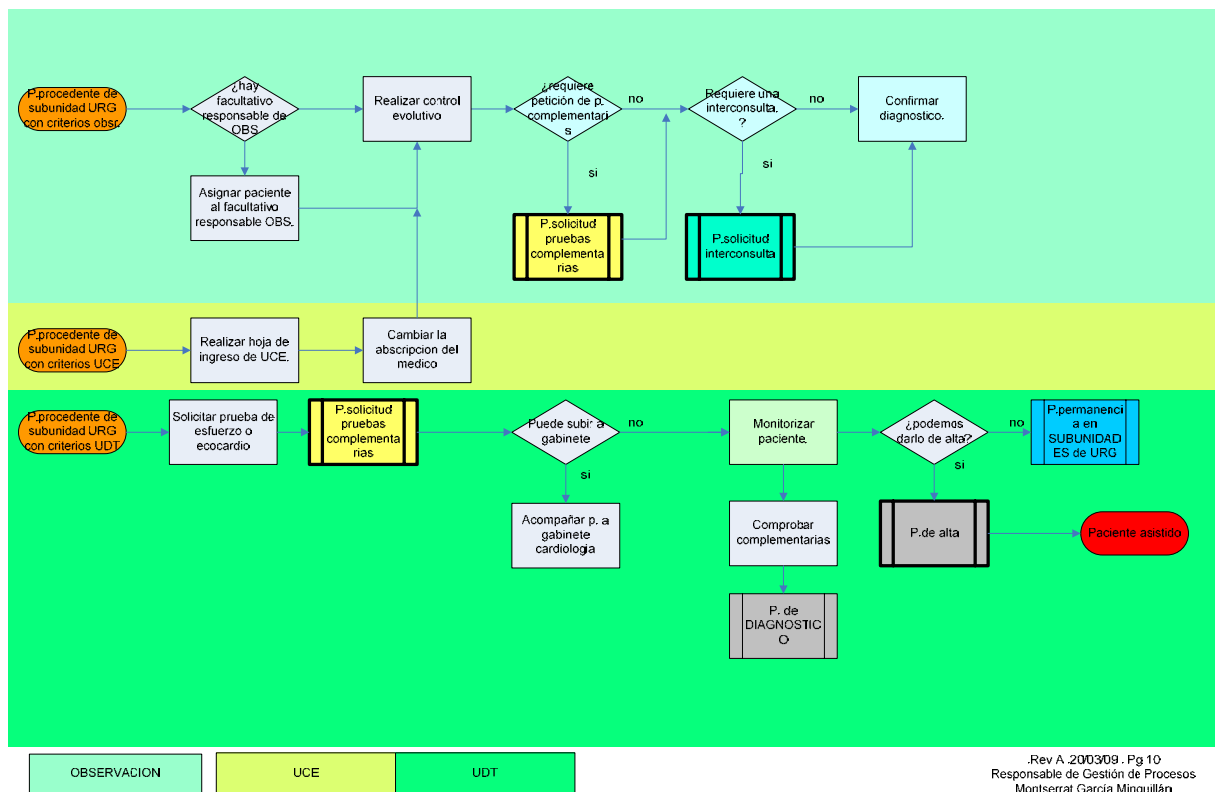 P.procedente de
subunidad URG
con criterios obsr.
¿hay
facultativo
responsable de
OBS
Realizar control
evolutivo
¿requiere
petición de p.
complementari
s
no
Requiere una
interconsulta.
?
no
Confirmar
diagnostico.
si
si
Asignar paciente
al facultativo
responsable OBS.
P.solicitud
pruebas
complementa
rias
P.solicitud
interconsulta
P.procedente de
subunidad URG
con criterios UCE
Realizar hoja de
ingreso de UCE.
Cambiar la
abscripcion del
medico
P.procedente de
subunidad URG
con criterios UDT
Solicitar prueba de
esfuerzo o
ecocardio
P.solicitud
pruebas
complementa
rias
Puede subir a
gabinete
no
Monitorizar
paciente.
¿podemos
darlo de alta?
no
P.permanenci
a en
SUBUNIDAD
ES de URG
si
si
Acompañar p. a
gabinete
cardiologia
Comprobar
complementarias
P.de alta
Paciente asistido
P. de
DIAGNOSTIC
O
OBSERVACION
UCE
UDT
.Rev A .20/03/09 . Pg.10
Responsable de Gestión de Procesos
Montserrat García Minguillán